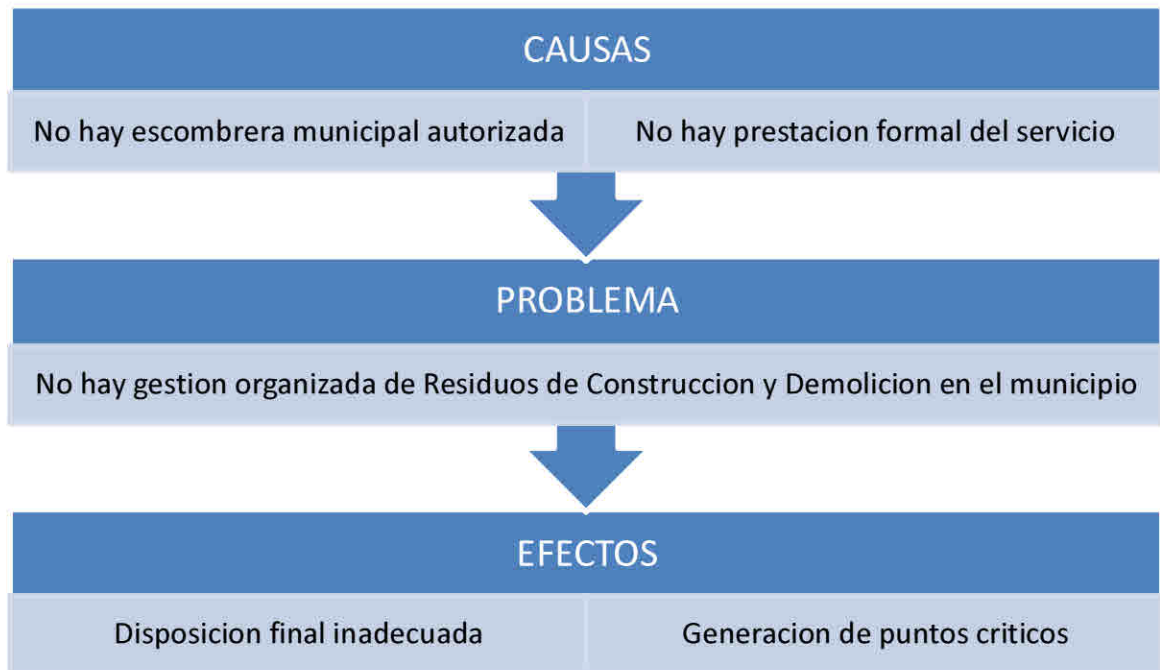 CAUSAS
No hay escombrera municipal autorizada
No hay prestacion formal del servicio
PROBLEMA
No hay gestion organizada de Residuos de Construccion y Demolicion en el municipio
EFECTOS
Disposicion final inadecuada
Generacion de puntos criticos